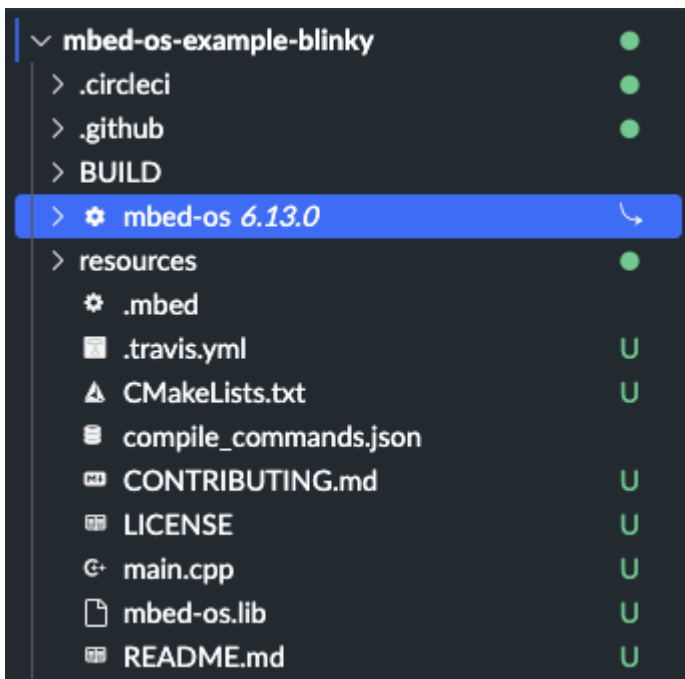 mbed-os-example-blinky
.circleci
.github
BUILD
mbed-os 6.13.0
resources
.mbed
.travis.yml U
CMakeLists.txt U
compile_commands.json
CONTRIBUTING.md U
LICENSE U
main.cpp U
mbed-os.lib U
README.md U